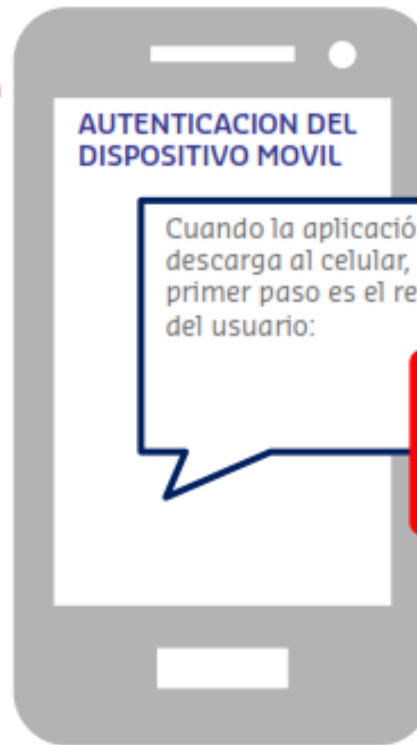 AUTENTICACION DEL
DISPOSITIVO MOVIL
Cuando la aplicació
descarga al celular,
primer paso es el re
del usuario: